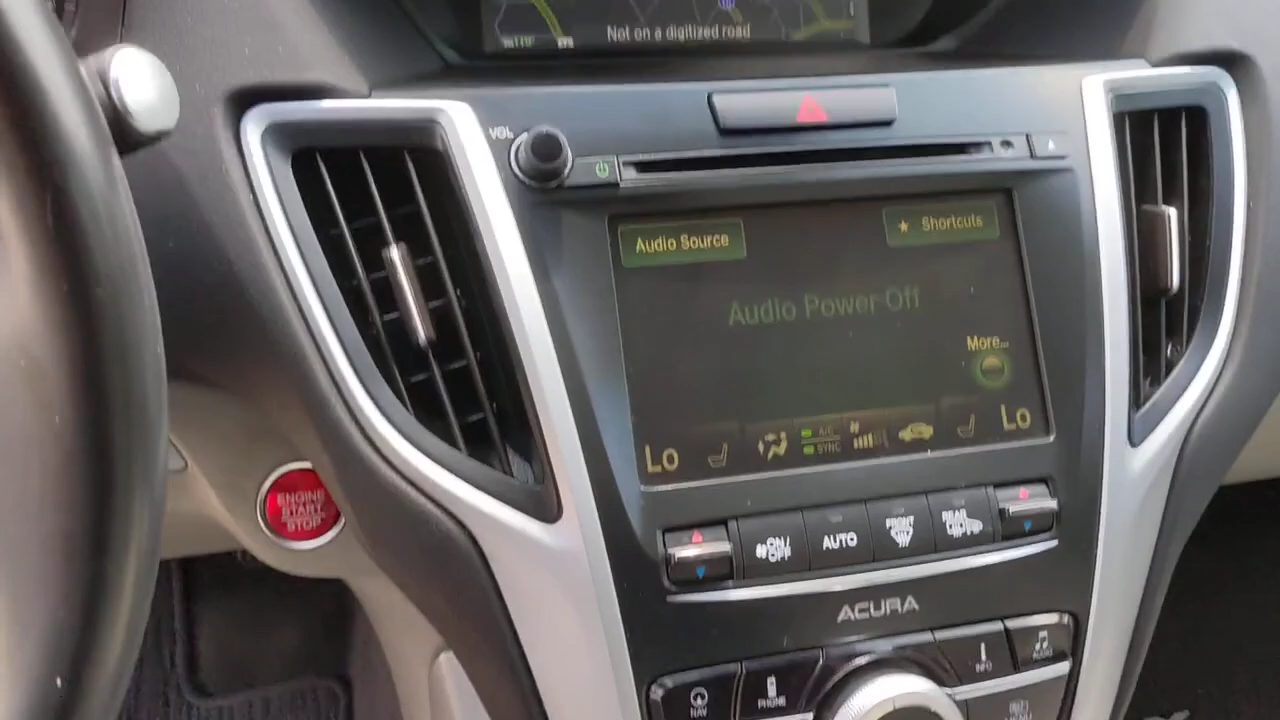 Not on a digitized road
VOL
Audio Source
★ Shortcuts
Audio Power Off
More...
Lo
A/C
SYNC
Lo
ENGINE
START
STOP
ON/
OFF
AUTO
FRONT
REAR
ACURA
NAV
PHONE
INFO
AUDIO